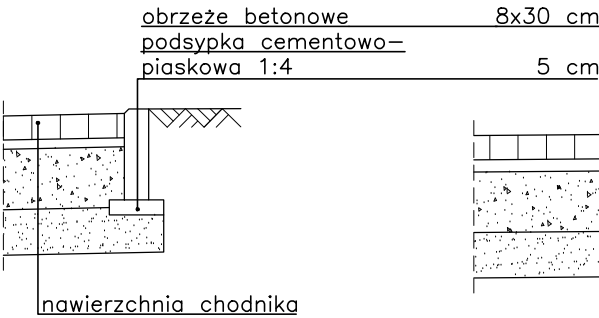 obrzeże betonowe 8x30 cm
podsypka cementowo-
piaskowa 1:4 5 cm
nawierzchnia chodnika